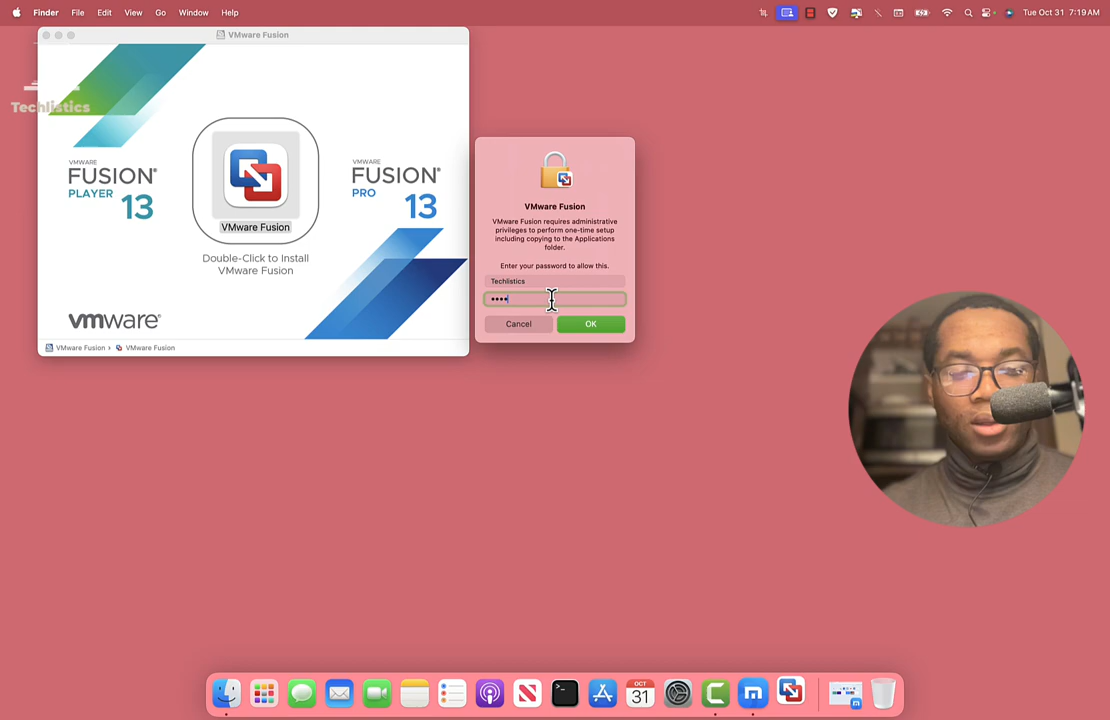 Finder File Edit View Go Window Help
Tue Oct 31 7:19 AM
VMware Fusion
Techlistics
VMWARE
FUSION®
PLAYER 13
VMware Fusion
VMWARE
FUSION®
PRO 13
Double-Click to Install
VMware Fusion
vmware®
VMware Fusion › VMware Fusion
VMware Fusion
VMware Fusion requires administrative
privileges to perform one-time setup
including copying to the Applications
folder.
Enter your password to allow this.
Techlistics
••••
Cancel OK
OCT
31